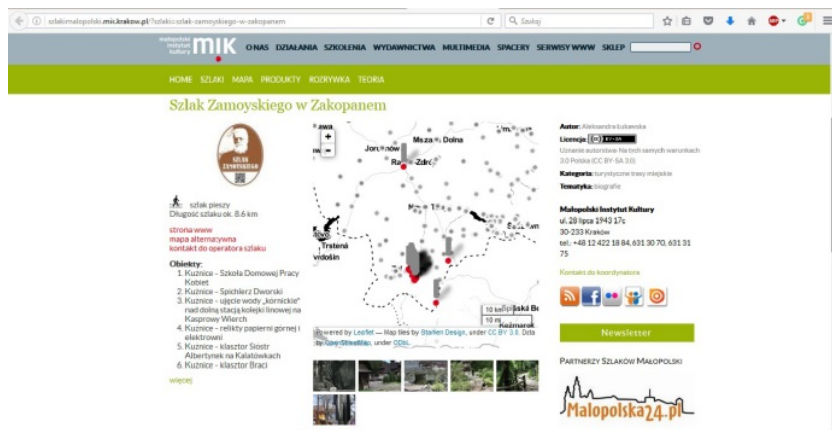 szlakimalopolski.mik.krakow.pl/?szlaki=szlak-zamoyskiego-w-zakopanem
Szukaj
małopolski
instytut
kultury
mik
O NAS DZIAŁANIA SZKOLENIA WYDAWNICTWA MULTIMEDIA SPACERY SERWISY WWW SKLEP
HOME SZLAKI MAPA PRODUKTY ROZRYWKA TEORIA
Szlak Zamoyskiego w Zakopanem
SZLAK
ZAMOYSKIEGO
szlak pieszy
Długość szlaku ok. 8.6 km
strona www
mapa alternatywna
kontakt do operatora szlaku
Obiekty:
1. Kuźnice – Szkoła Domowej Pracy
Kobiet
2. Kuźnice – Spichlerz Dworski
3. Kuźnice – ujęcie wody „kórnickie"
nad dolną stacją kolejki linowej na
Kasprowy Wierch
4. Kuźnice – relikty papierni górnej i
elektrowni
5. Kuźnice – klasztor Sióstr
Albertynek na Kalatówkach
6. Kuźnice – klasztor Braci
więcej
+
−
Msza Dolna
Jor nów
Ra Zdró
Trstená
vrdošín
10 km
10 mi
Kežmarok
Powered by Leaflet — Map tiles by Stamen Design, under CC BY 3.0. Data
by OpenStreetMap, under ODbL.
Autor: Aleksandra Łukawska
Licencja: BY-SA
Uznanie autorstwa-Na tych samych warunkach
3.0 Polska (CC BY-SA 3.0)
Kategoria: turystyczne trasy miejskie
Tematyka: biografie
Małopolski Instytut Kultury
ul. 28 lipca 1943 17c
30-233 Kraków
tel.: +48 12 422 18 84, 631 30 70, 631 31
75
Kontakt do koordynatora
Newsletter
PARTNERZY SZLAKÓW MAŁOPOLSKI
Małopolska24.pl